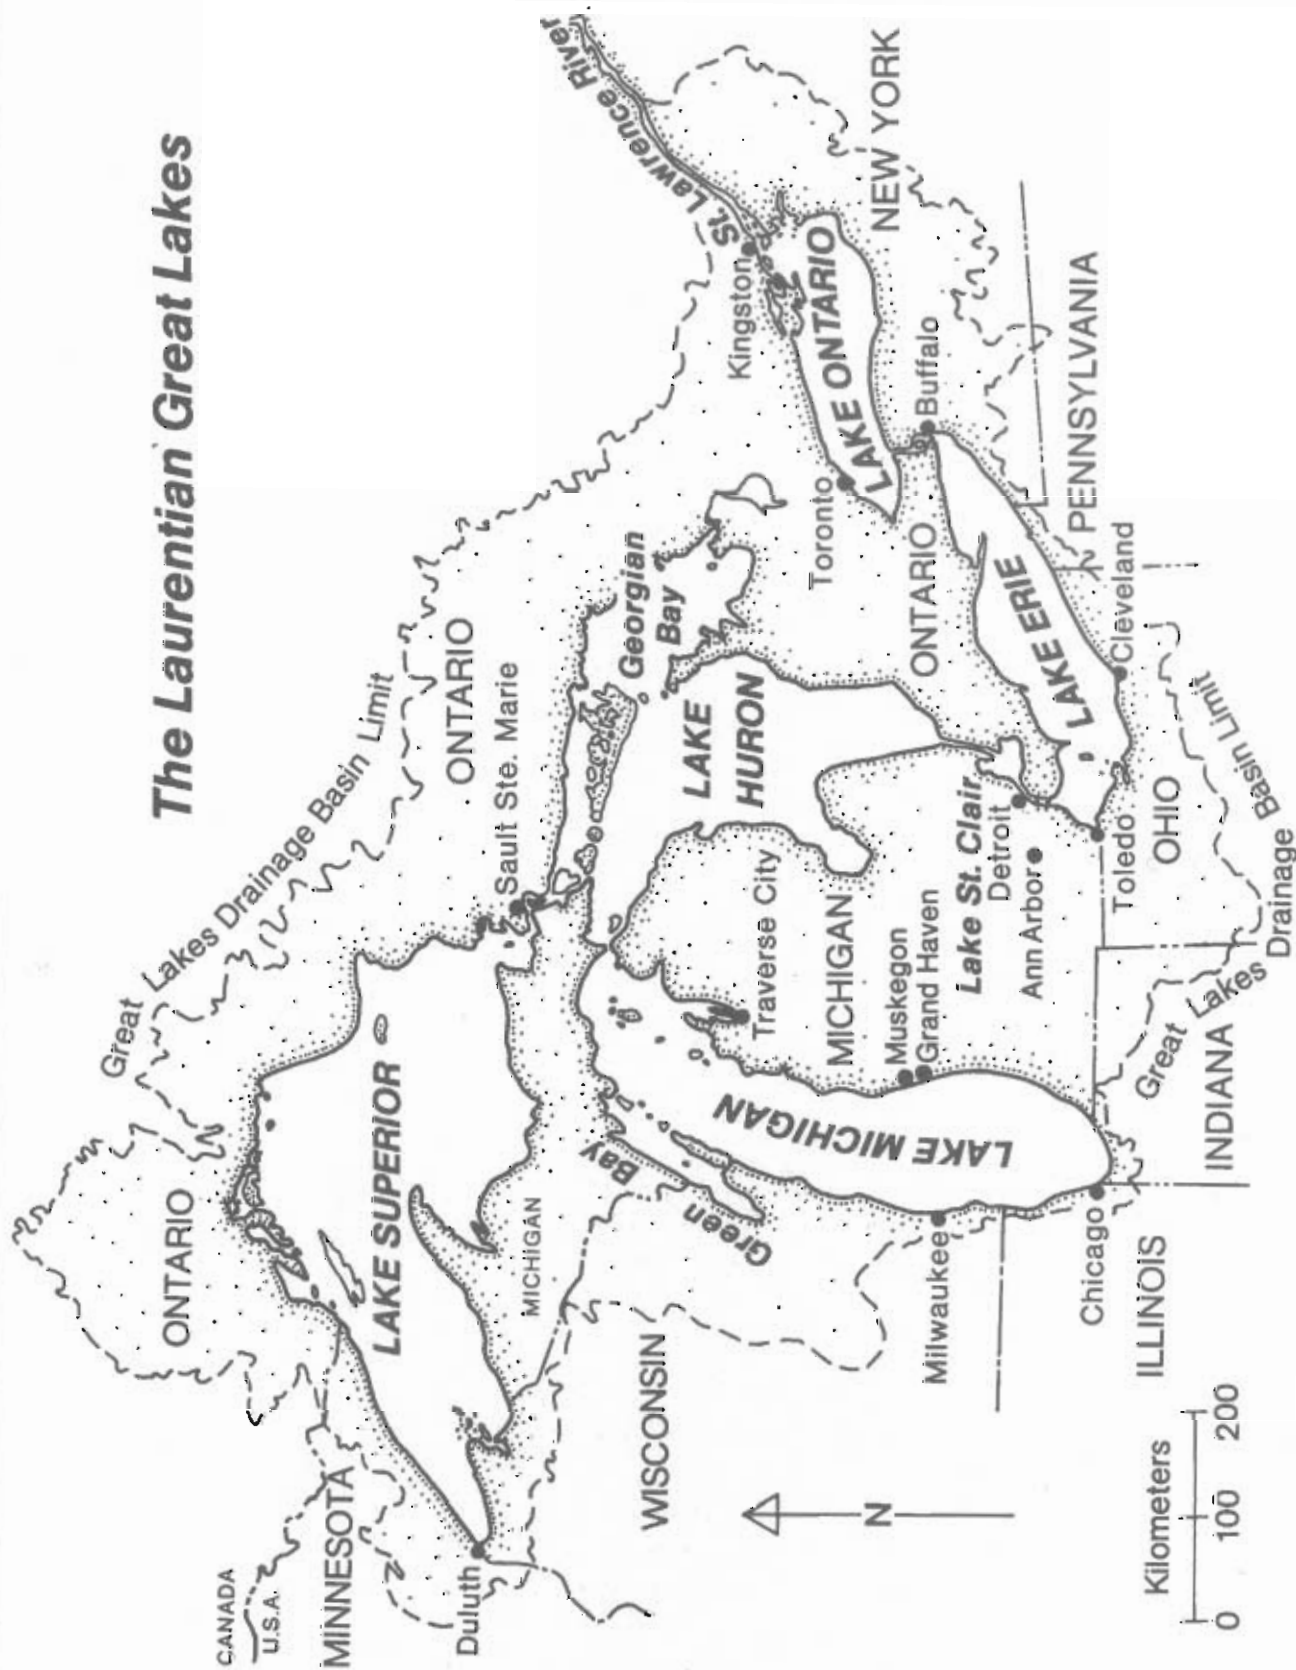 The Laurentian Great Lakes
Great Lakes Drainage Basin Limit
CANADA
U.S.A.
MINNESOTA
ONTARIO
ONTARIO
LAKE SUPERIOR
Duluth
Sault Ste. Marie
MICHIGAN
WISCONSIN
Green Bay
Georgian
Bay
LAKE
HURON
St. Lawrence River
Kingston
LAKE ONTARIO
Toronto
NEW YORK
Buffalo
ONTARIO
Traverse City
MICHIGAN
LAKE MICHIGAN
Muskegon
Grand Haven
Milwaukee
Lake St. Clair
Detroit
Ann Arbor
LAKE ERIE
PENNSYLVANIA
Cleveland
Toledo
OHIO
Chicago
ILLINOIS
INDIANA
Great Lakes Drainage Basin Limit
N
Kilometers
0 100 200